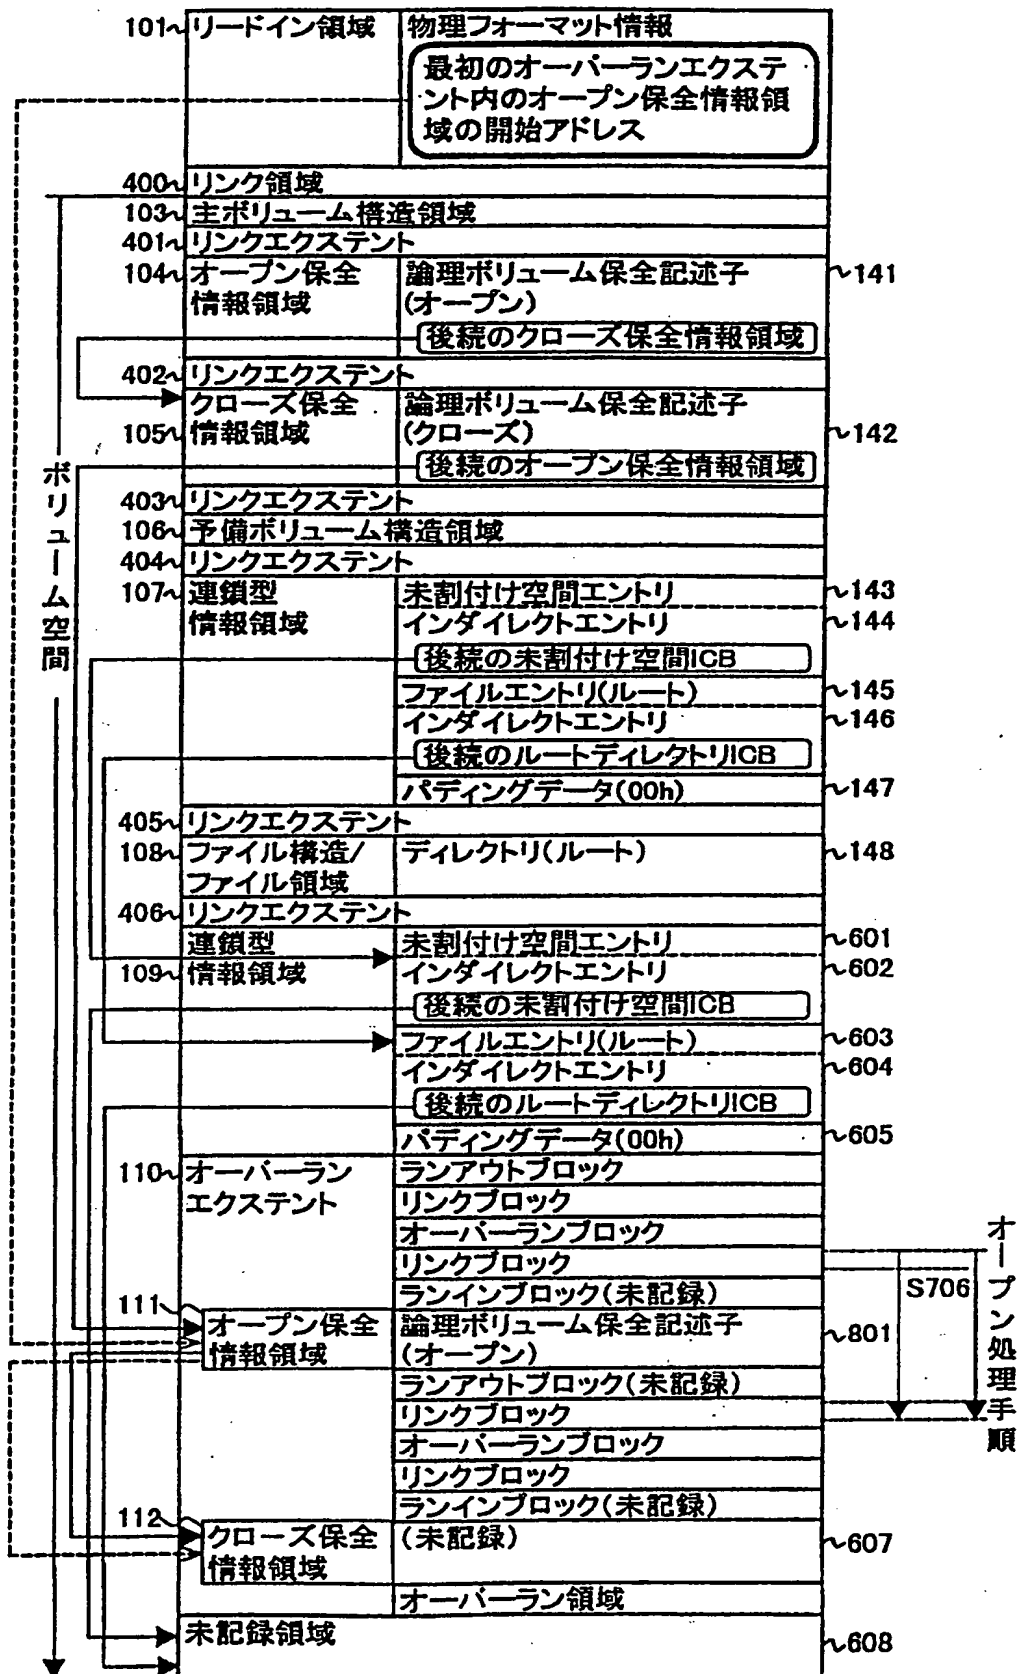 101 リードイン領域 物理フォーマット情報
最初のオーバーランエクステ
ント内のオープン保全情報領
域の開始アドレス
400 リンク領域
103 主ボリューム構造領域
401 リンクエクステント
104 オープン保全 論理ボリューム保全記述子 141
情報領域 (オープン)
後続のクローズ保全情報領域
402 リンクエクステント
クローズ保全 論理ボリューム保全記述子
105 情報領域 (クローズ) 142
後続のオープン保全情報領域
403 リンクエクステント
106 予備ボリューム構造領域
404 リンクエクステント
107 連鎖型 未割付け空間エントリ 143
情報領域 インダイレクトエントリ 144
後続の未割付け空間ICB
ファイルエントリ(ルート) 145
インダイレクトエントリ 146
後続のルートディレクトリICB
パディングデータ(00h) 147
405 リンクエクステント
108 ファイル構造/ ディレクトリ(ルート) 148
ファイル領域
406 リンクエクステント
連鎖型 未割付け空間エントリ 601
109 情報領域 インダイレクトエントリ 602
後続の未割付け空間ICB
ファイルエントリ(ルート) 603
インダイレクトエントリ 604
後続のルートディレクトリICB
パディングデータ(00h) 605
110 オーバーラン ランアウトブロック
エクステント リンクブロック
オーバーランブロック
リンクブロック
ランインブロック(未記録)
111
オープン保全 論理ボリューム保全記述子 801
情報領域 (オープン)
ランアウトブロック(未記録)
リンクブロック
オーバーランブロック
リンクブロック
ランインブロック(未記録)
112
クローズ保全 (未記録) 607
情報領域
オーバーラン領域
未記録領域 608
ボリューム空間
S706
オープン処理手順